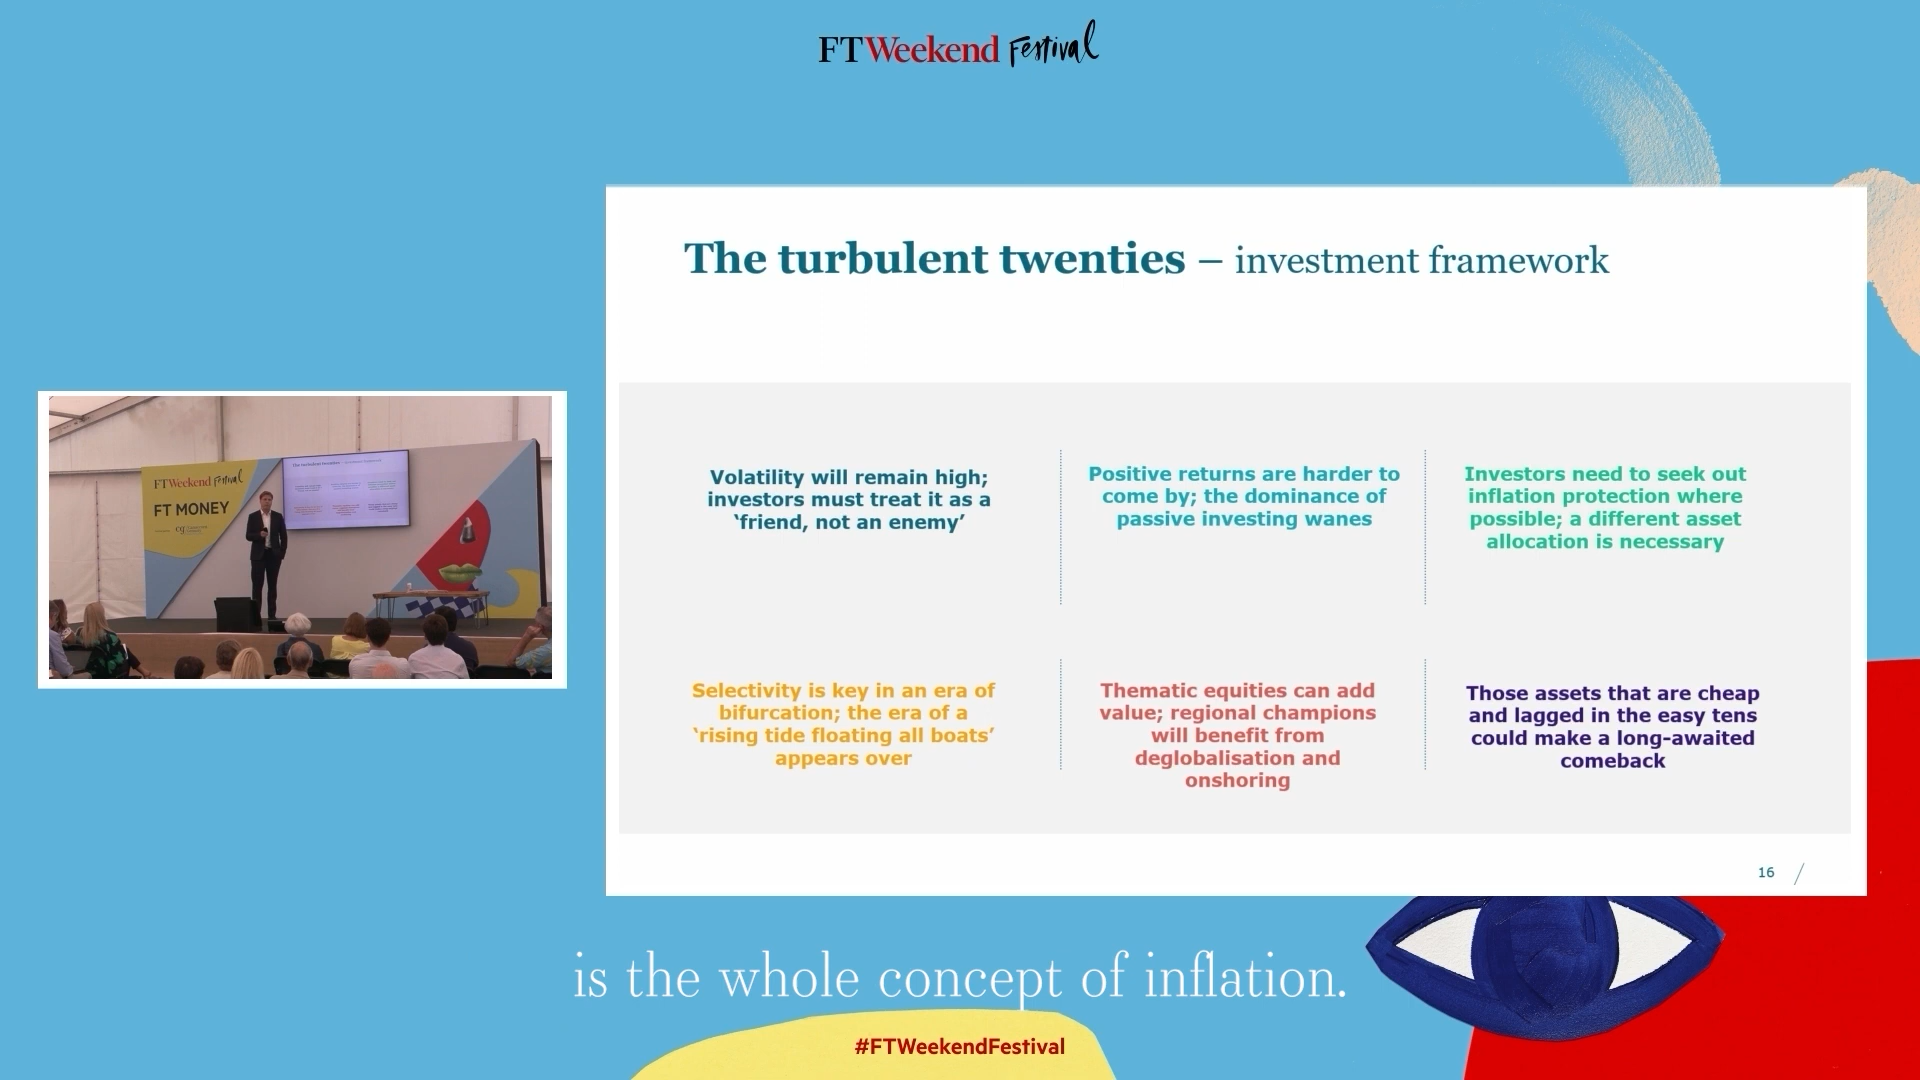 FTWeekend Festival
The turbulent twenties – investment framework
Volatility will remain high;
investors must treat it as a
‘friend, not an enemy’
Positive returns are harder to
come by; the dominance of
passive investing wanes
Investors need to seek out
inflation protection where
possible; a different asset
allocation is necessary
Selectivity is key in an era of
bifurcation; the era of a
‘rising tide floating all boats’
appears over
Thematic equities can add
value; regional champions
will benefit from
deglobalisation and
onshoring
Those assets that are cheap
and lagged in the easy tens
could make a long-awaited
comeback
16
FTWeekend Festival
FT MONEY
The turbulent twenties – investment framework
is the whole concept of inflation.
#FTWeekendFestival